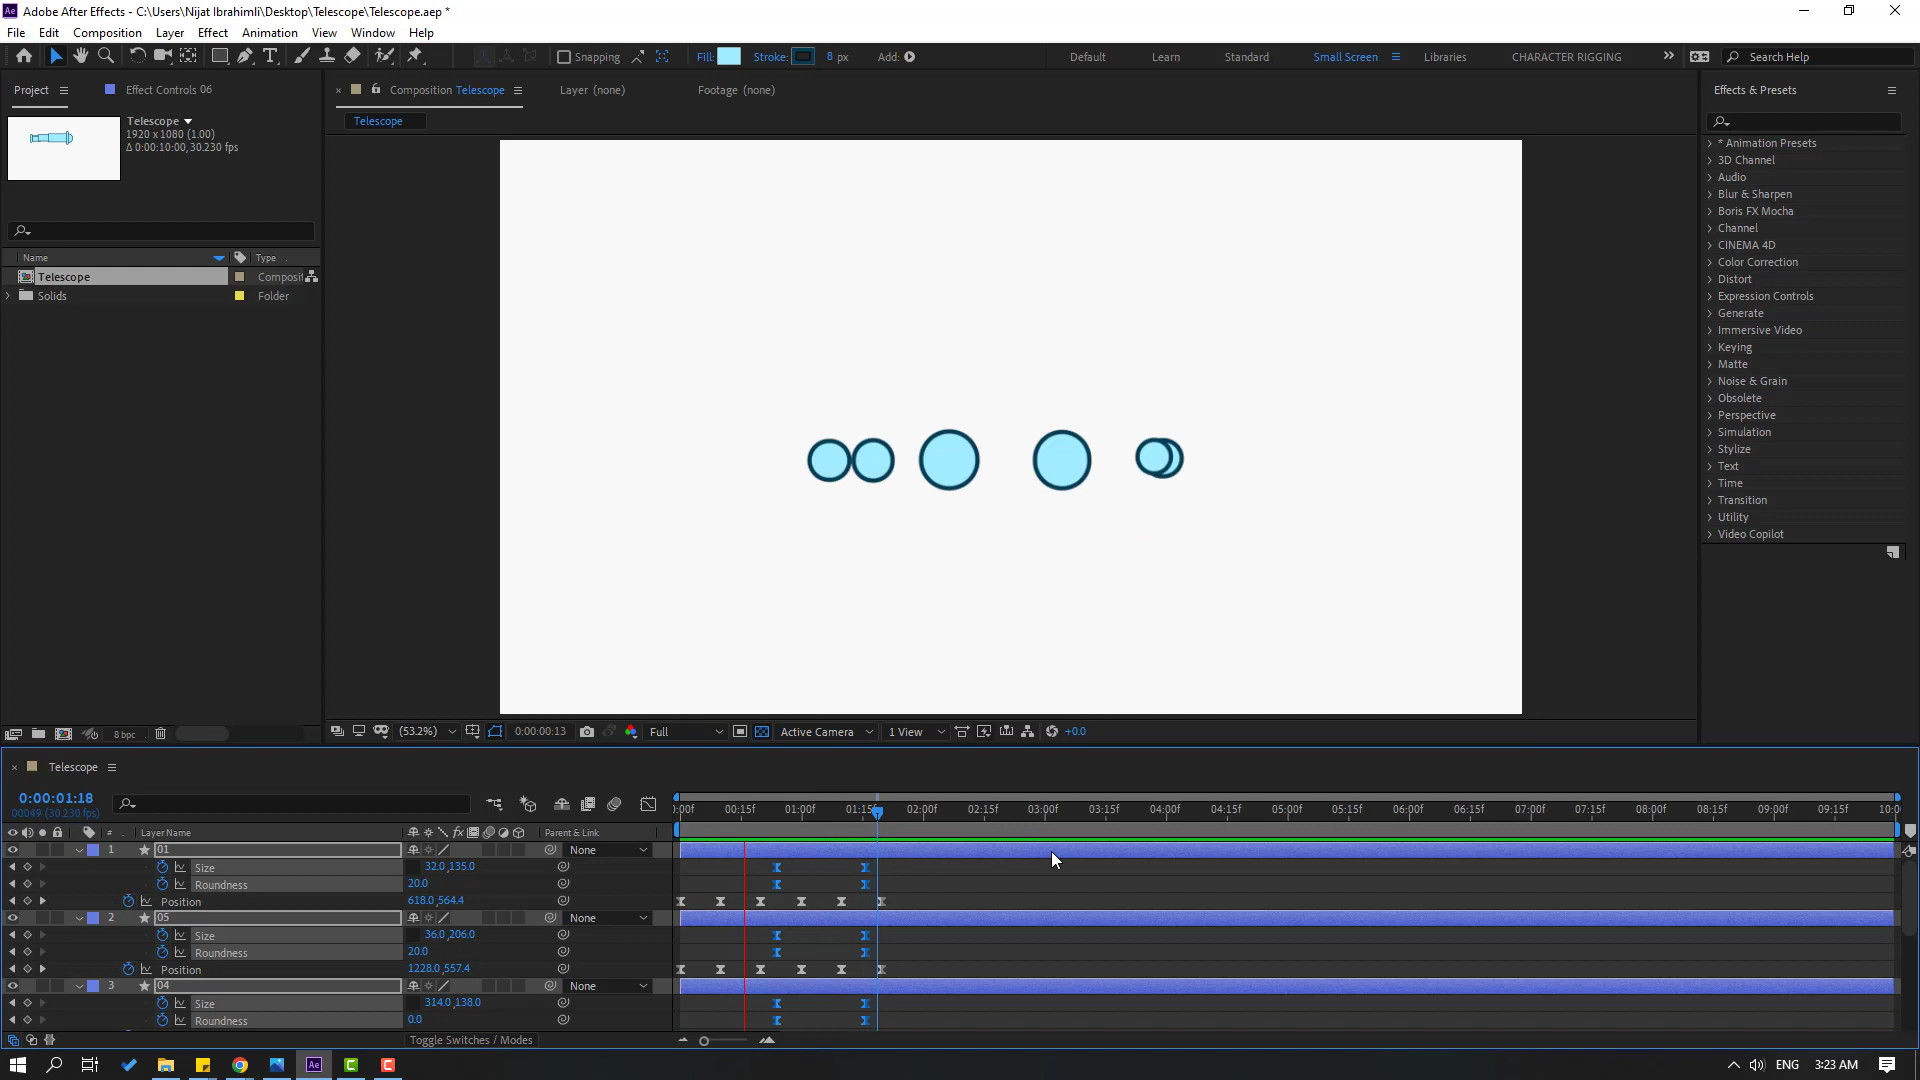 Adobe After Effects - C:\Users\Nijat Ibrahimli\Desktop\Telescope\Telescope.aep *
File Edit Composition Layer Effect Animation View Window Help
Snapping Fill: Stroke: 8 px Add: Default Learn Standard Small Screen Libraries CHARACTER RIGGING Search Help
Project Effect Controls 06
Composition Telescope Layer (none) Footage (none)
Effects & Presets
Telescope
1920 x 1080 (1.00)
Δ 0:00:10:00, 30.230 fps
Telescope
Name Type
Telescope Composit
Solids Folder
* Animation Presets
3D Channel
Audio
Blur & Sharpen
Boris FX Mocha
Channel
CINEMA 4D
Color Correction
Distort
Expression Controls
Generate
Immersive Video
Keying
Matte
Noise & Grain
Obsolete
Perspective
Simulation
Stylize
Text
Time
Transition
Utility
Video Copilot
8 bpc
(53.2%) 0:00:00:13 Full Active Camera 1 View +0.0
Telescope
0:00:01:18
00049 (30.230 fps)
:00f 00:15f 01:00f 01:15f 02:00f 02:15f 03:00f 03:15f 04:00f 04:15f 05:00f 05:15f 06:00f 06:15f 07:00f 07:15f 08:00f 08:15f 09:00f 09:15f 10:0
# Layer Name fx Parent & Link
1 01 None
Size 32.0,135.0
Roundness 20.0
Position 618.0,564.4
2 05 None
Size 36.0,206.0
Roundness 20.0
Position 1228.0,557.4
3 04 None
Size 314.0,138.0
Roundness 0.0
Toggle Switches / Modes
Ae ENG 3:23 AM